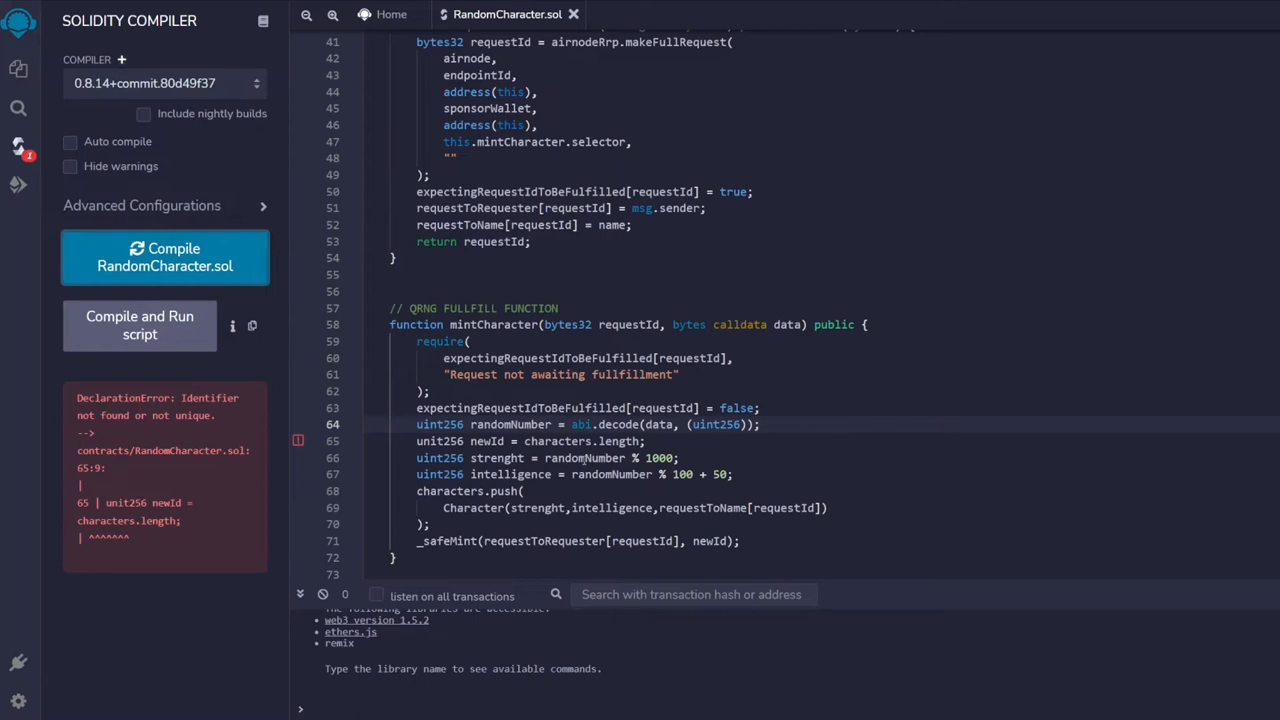 SOLIDITY COMPILER
COMPILER +
0.8.14+commit.80d49f37
Include nightly builds
Auto compile
Hide warnings
Advanced Configurations
Compile
RandomCharacter.sol
Compile and Run
script
DeclarationError: Identifier
not found or not unique.
-->
contracts/RandomCharacter.sol:
65:9:
|
65 | unit256 newId =
characters.length;
| ^^^^^^^
1
Home
RandomCharacter.sol
41 bytes32 requestId = airnodeRrp.makeFullRequest(
42 airnode,
43 endpointId,
44 address(this),
45 sponsorWallet,
46 address(this),
47 this.mintCharacter.selector,
48 ""
49 );
50 expectingRequestIdToBeFulfilled[requestId] = true;
51 requestToRequester[requestId] = msg.sender;
52 requestToName[requestId] = name;
53 return requestId;
54 }
55
56
57 // QRNG FULLFILL FUNCTION
58 function mintCharacter(bytes32 requestId, bytes calldata data) public {
59 require(
60 expectingRequestIdToBeFulfilled[requestId],
61 "Request not awaiting fullfillment"
62 );
63 expectingRequestIdToBeFulfilled[requestId] = false;
64 uint256 randomNumber = abi.decode(data, (uint256));
65 unit256 newId = characters.length;
66 uint256 strenght = randomNumber % 1000;
67 uint256 intelligence = randomNumber % 100 + 50;
68 characters.push(
69 Character(strenght,intelligence,requestToName[requestId])
70 );
71 _safeMint(requestToRequester[requestId], newId);
72 }
73
0
listen on all transactions
Search with transaction hash or address
The following libraries are accessible:
• web3 version 1.5.2
• ethers.js
• remix
Type the library name to see available commands.
>